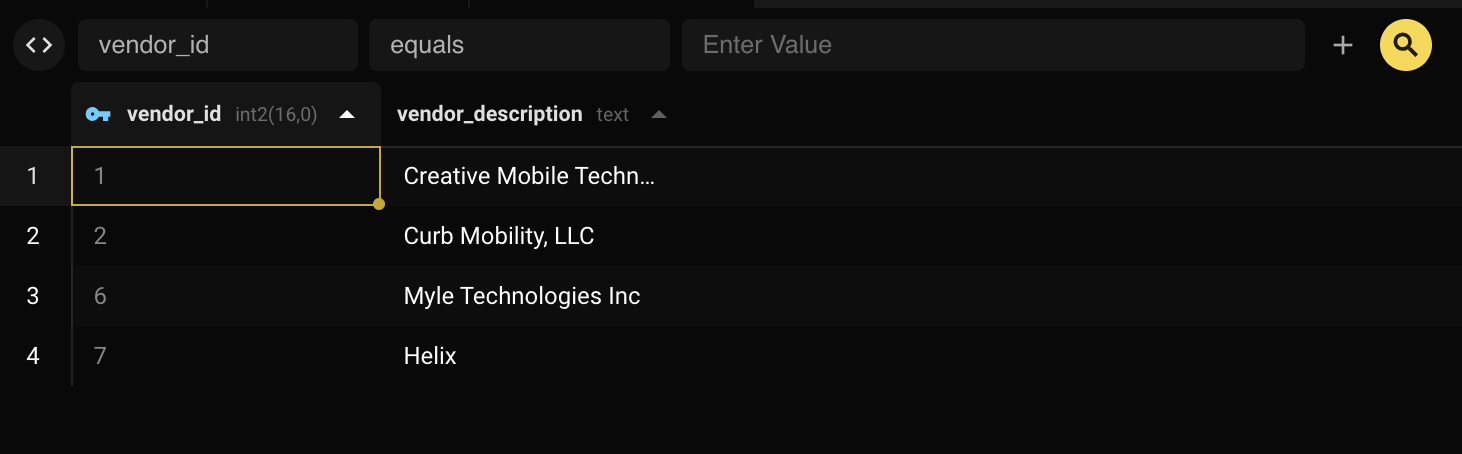 <> vendor_id equals Enter Value +
vendor_id int2(16,0) vendor_description text
1 1 Creative Mobile Techn...
2 2 Curb Mobility, LLC
3 6 Myle Technologies Inc
4 7 Helix